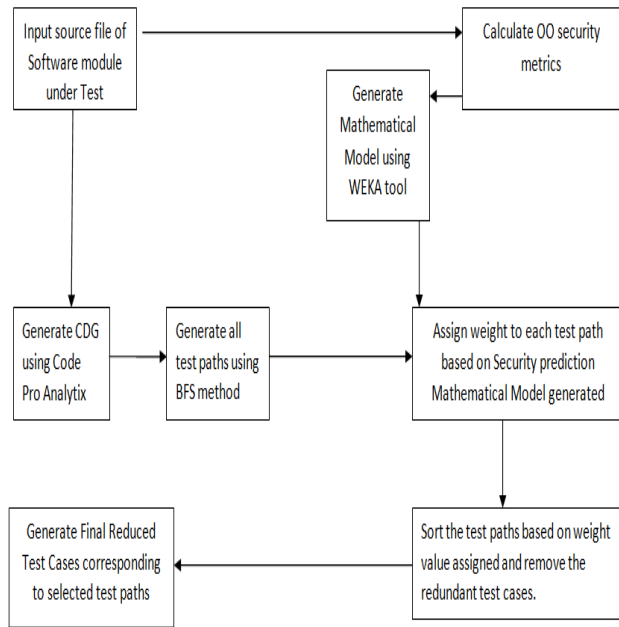 Input source file of
Software module
under Test
Calculate OO security
metrics
Generate
Mathematical
Model using
WEKA tool
Generate CDG
using Code
Pro Analytix
Generate all
test paths using
BFS method
Assign weight to each test path
based on Security prediction
Mathematical Model generated
Sort the test paths based on weight
value assigned and remove the
redundant test cases.
Generate Final Reduced
Test Cases corresponding
to selected test paths